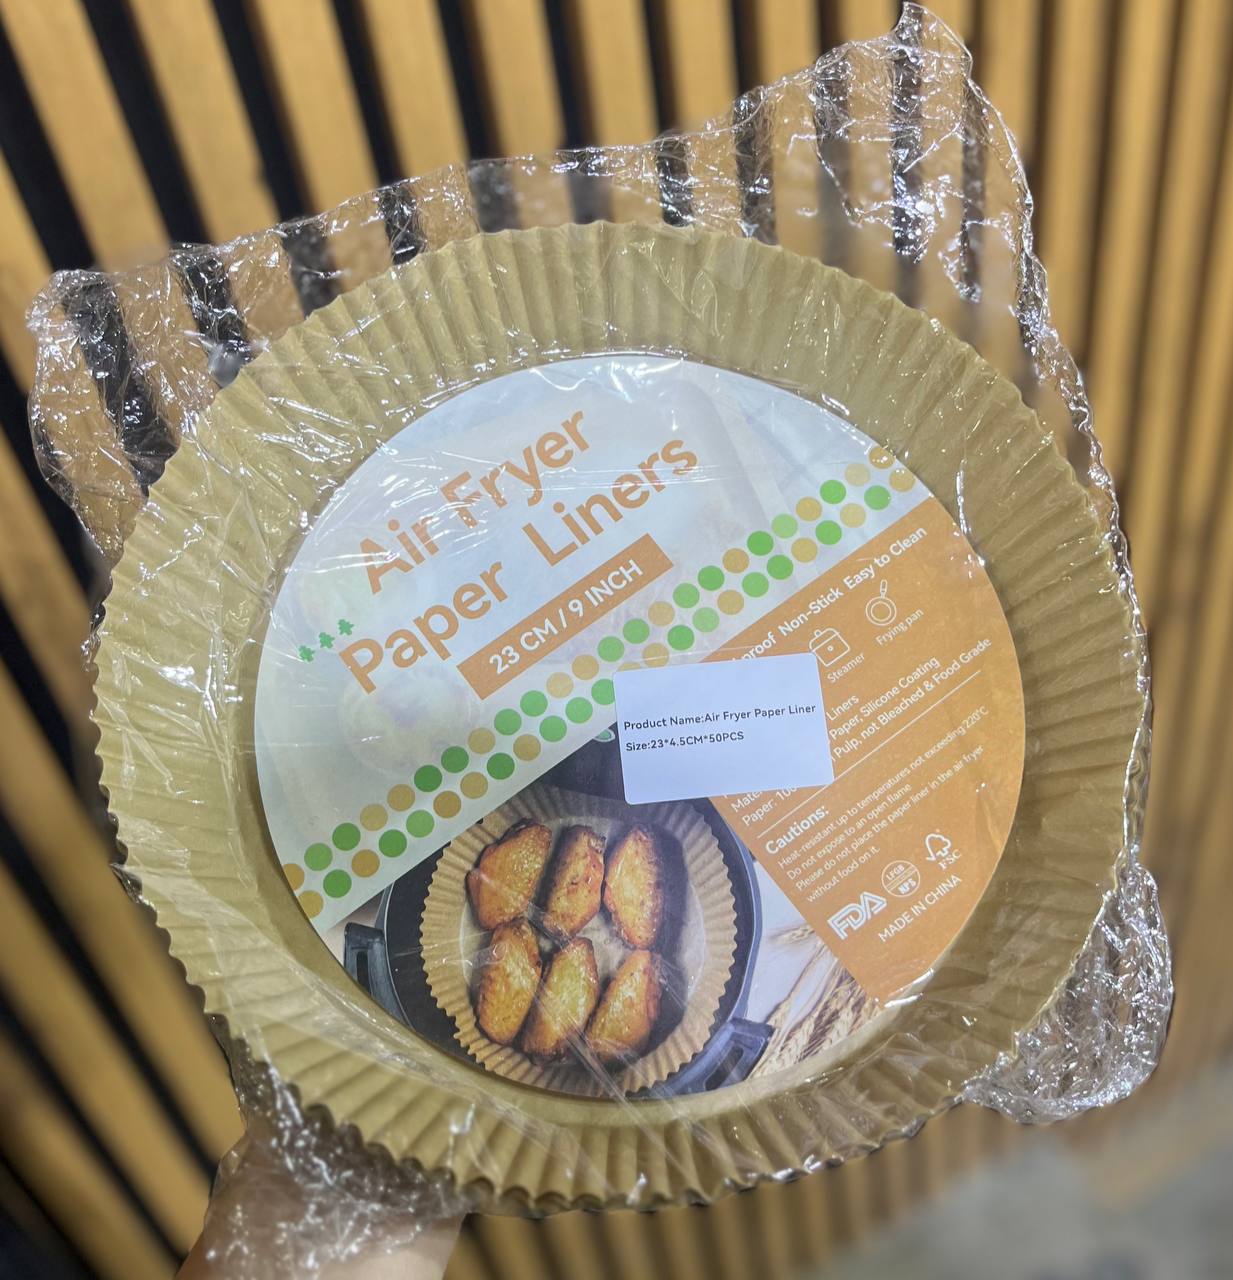 Air Fryer
Paper Liners
23 CM / 9 INCH
Non-Stick Easy to Clean
Steamer
Frying pan
Liners
Paper, Silicone Coating
Pulp. not Bleached & Food Grade
Product Name:Air Fryer Paper Liner
Size:23*4.5CM*50PCS
Paper:
Cautions:
Heat-resistant up to temperatures not exceeding 220°C
Do not expose to an open flame
Please do not place the paper liner in the air fryer
without food on it.
FDA
LFGB
NFS
FSC
MADE IN CHINA